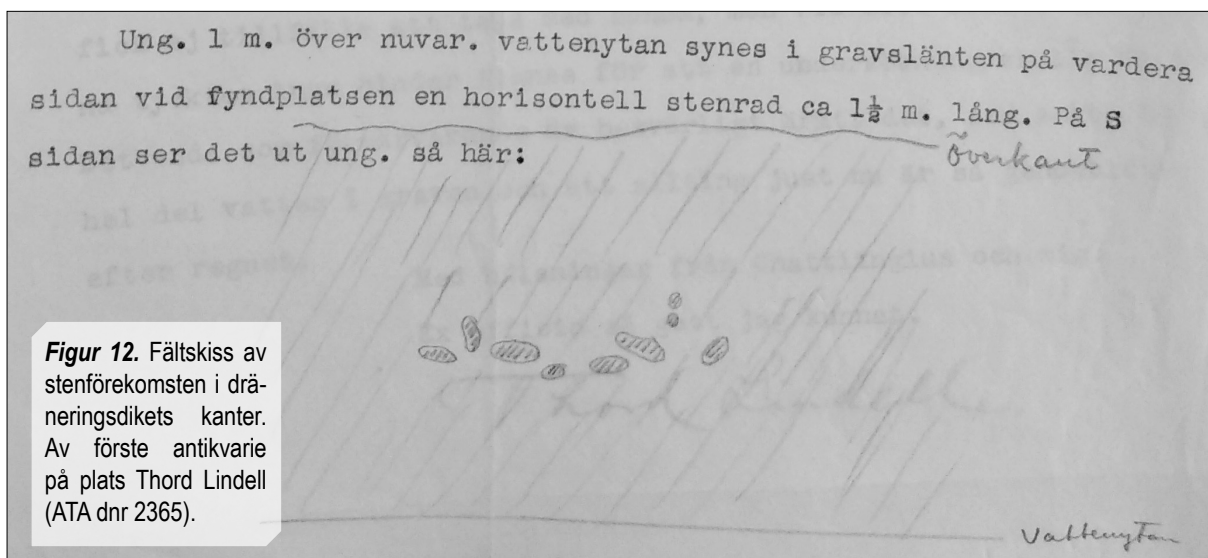 Ung. 1 m. över nuvar. vattenytan synes i gravslänten på vardera
sidan vid fyndplatsen en horisontell stenrad ca 1½ m. lång. På S
sidan ser det ut ung. så här:
överkant
Figur 12. Fältskiss av
stenförekomsten i drä-
neringsdikets kanter.
Av förste antikvarie
på plats Thord Lindell
(ATA dnr 2365).
Thord Lindell
Vattenytan